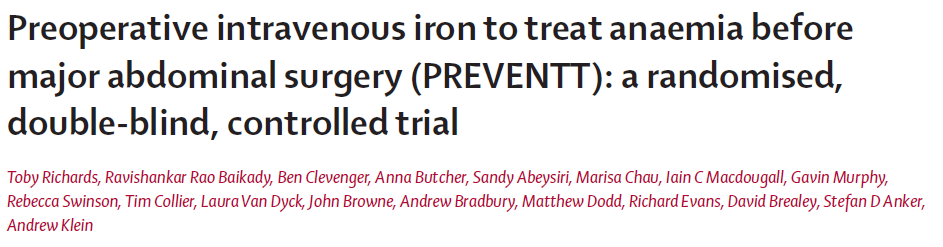 Preoperative intravenous iron to treat anaemia before
major abdominal surgery (PREVENTT): a randomised,
double-blind, controlled trial
Toby Richards, Ravishankar Rao Baikady, Ben Clevenger, Anna Butcher, Sandy Abeysiri, Marisa Chau, Iain C Macdougall, Gavin Murphy,
Rebecca Swinson, Tim Collier, Laura Van Dyck, John Browne, Andrew Bradbury, Matthew Dodd, Richard Evans, David Brealey, Stefan D Anker,
Andrew Klein